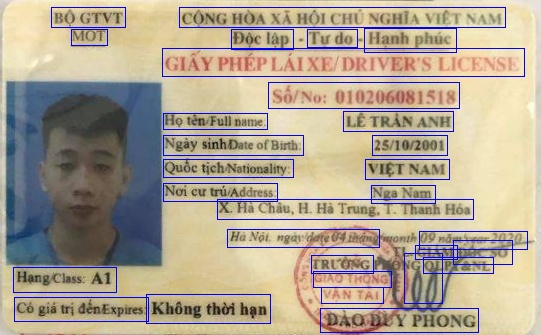 BỘ GTVT
MOT
CỘNG HÒA XÃ HỘI CHỦ NGHĨA VIỆT NAM
Độc lập - Tự do - Hạnh phúc
GIẤY PHÉP LÁI XE/DRIVER'S LICENSE
Số/No: 010206081518
Họ tên/Full name: LÊ TRẦN ANH
Ngày sinh/Date of Birth: 25/10/2001
Quốc tịch/Nationality: VIỆT NAM
Nơi cư trú/Address: Nga Nam
X. Hà Châu, H. Hà Trung, T. Thanh Hóa
Hà Nội, ngày/date 04 tháng/month 09 năm/year 2020
TL. GIÁM ĐỐC SỞ
TRƯỞNG PHÒNG QLPT&NL
GIAO THÔNG
VẬN TẢI
Hạng/Class: A1
Có giá trị đến/Expires: Không thời hạn
ĐÀO DUY PHONG